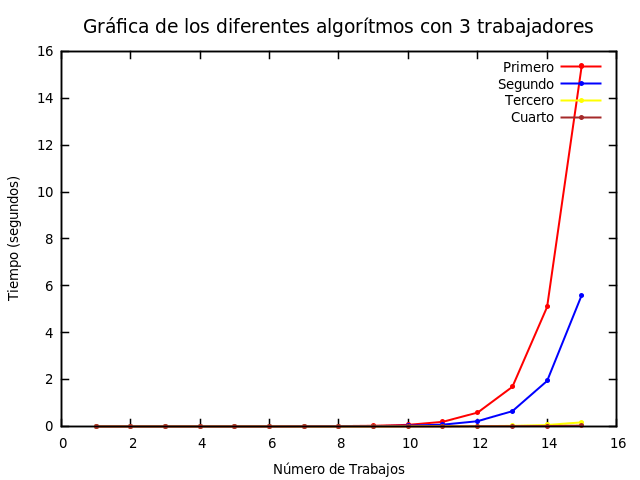 Gráfica de los diferentes algorítmos con 3 trabajadores
16
14
12
10
8
6
4
2
0
Primero
Segundo
Tercero
Cuarto
Tiempo (segundos)
0 2 4 6 8 10 12 14 16
Número de Trabajos